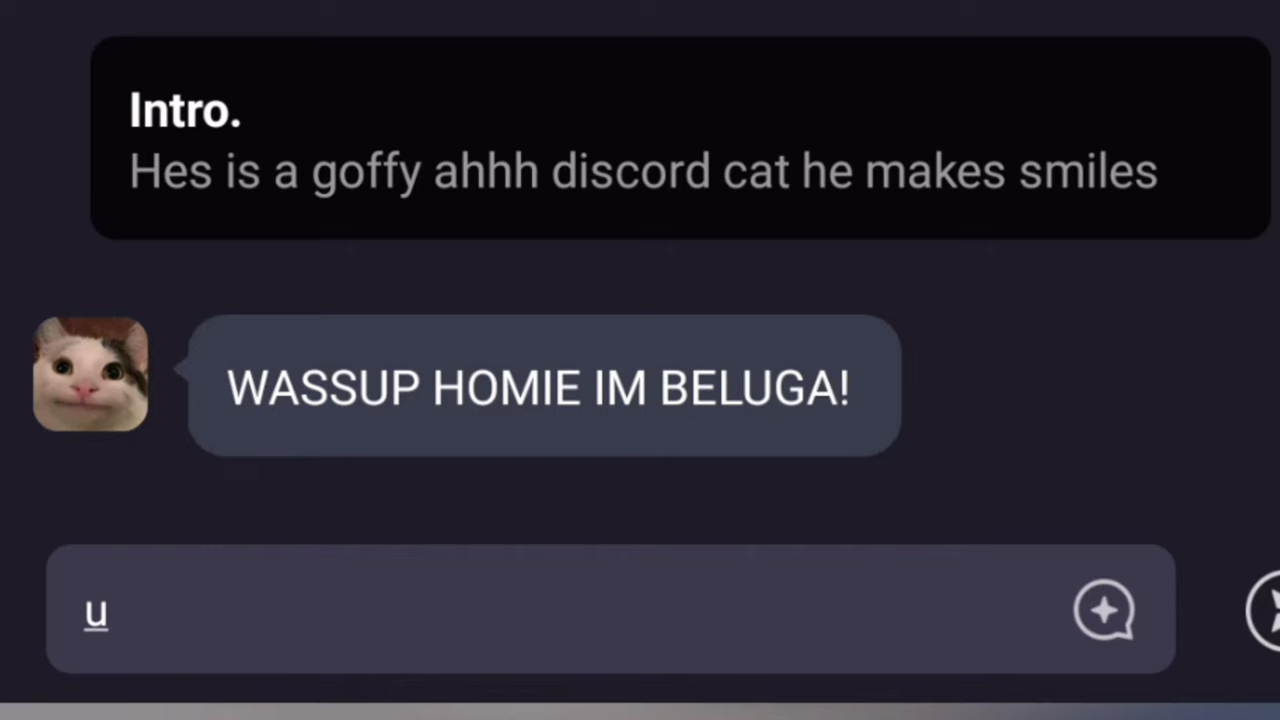 Intro.
Hes is a goffy ahhh discord cat he makes smiles
WASSUP HOMIE IM BELUGA!
u